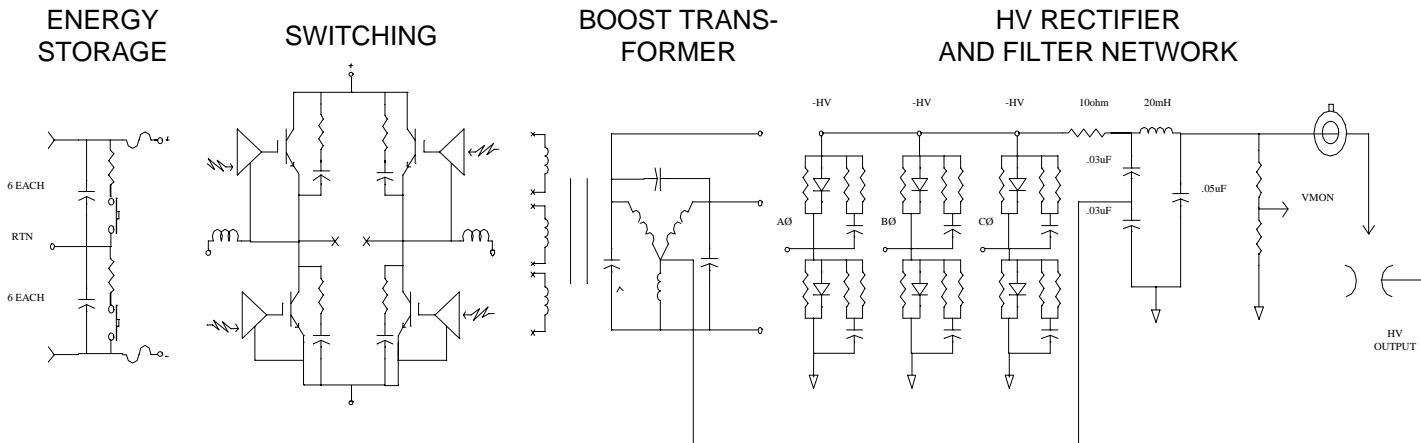 ENERGY
STORAGE
SWITCHING
BOOST TRANS-
FORMER
HV RECTIFIER
AND FILTER NETWORK
+
-HV
-HV
-HV
10ohm
20mH
6 EACH
RTN
6 EACH
+
-
AØ
BØ
CØ
.03uF
.03uF
.05uF
VMON
HV
OUTPUT